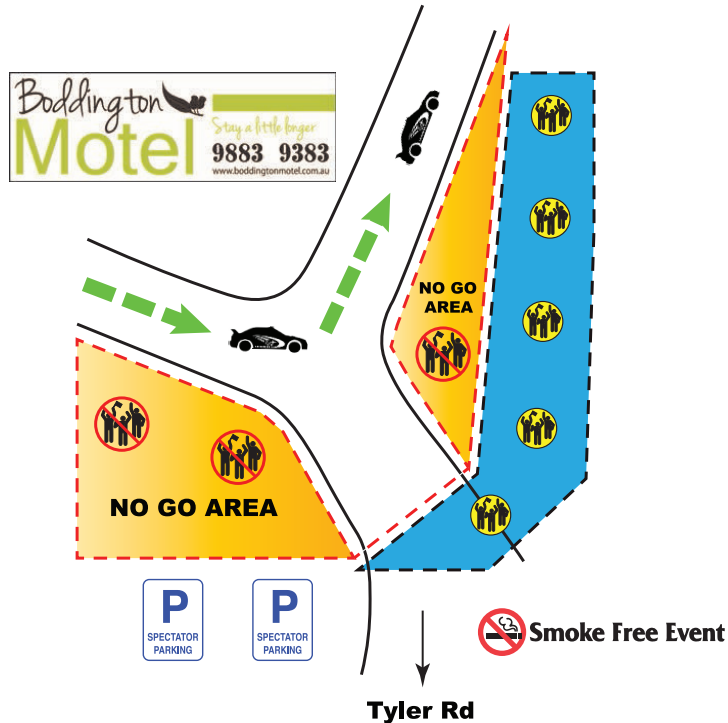 Boddington
Motel
Stay a little longer
9883 9383
www.boddingtonmotel.com.au
NO GO
AREA
NO GO AREA
P
SPECTATOR
PARKING
P
SPECTATOR
PARKING
Smoke Free Event
Tyler Rd